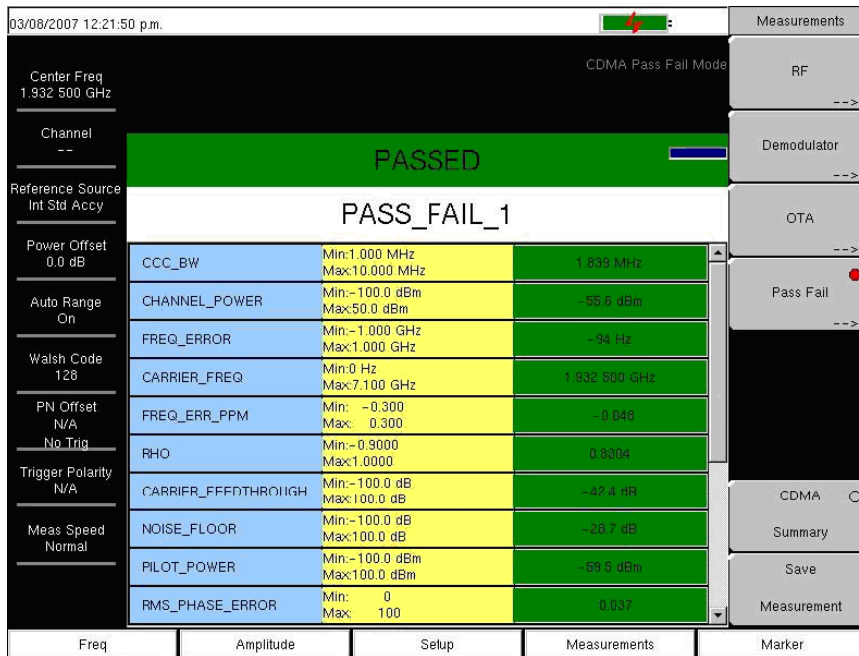 03/08/2007 12:21:50 p.m.
Measurements
CDMA Pass Fail Mode
Center Freq
1.932 500 GHz
Channel
--
Reference Source
Int Std Accy
Power Offset
0.0 dB
Auto Range
On
Walsh Code
128
PN Offset
N/A
No Trig
Trigger Polarity
N/A
Meas Speed
Normal
PASSED
PASS_FAIL_1
CCC_BW
Min:1.000 MHz
Max:10.000 MHz
1.839 MHz
CHANNEL_POWER
Min:-100.0 dBm
Max:50.0 dBm
-55.6 dBm
FREQ_ERROR
Min:-1.000 GHz
Max:1.000 GHz
-94 Hz
CARRIER_FREQ
Min:0 Hz
Max:7.100 GHz
1.932 500 GHz
FREQ_ERR_PPM
Min: -0.300
Max: 0.300
-0.046
RHO
Min:-0.9000
Max:1.0000
0.8304
CARRIER_FEEDTHROUGH
Min:-100.0 dB
Max:100.0 dB
-42.4 dB
NOISE_FLOOR
Min:-100.0 dB
Max:100.0 dB
-28.7 dB
PILOT_POWER
Min:-100.0 dBm
Max:100.0 dBm
-59.5 dBm
RMS_PHASE_ERROR
Min: 0
Max: 100
0.037
RF
-->
Demodulator
-->
OTA
-->
Pass Fail
-->
CDMA
Summary
Save
Measurement
Freq
Amplitude
Setup
Measurements
Marker